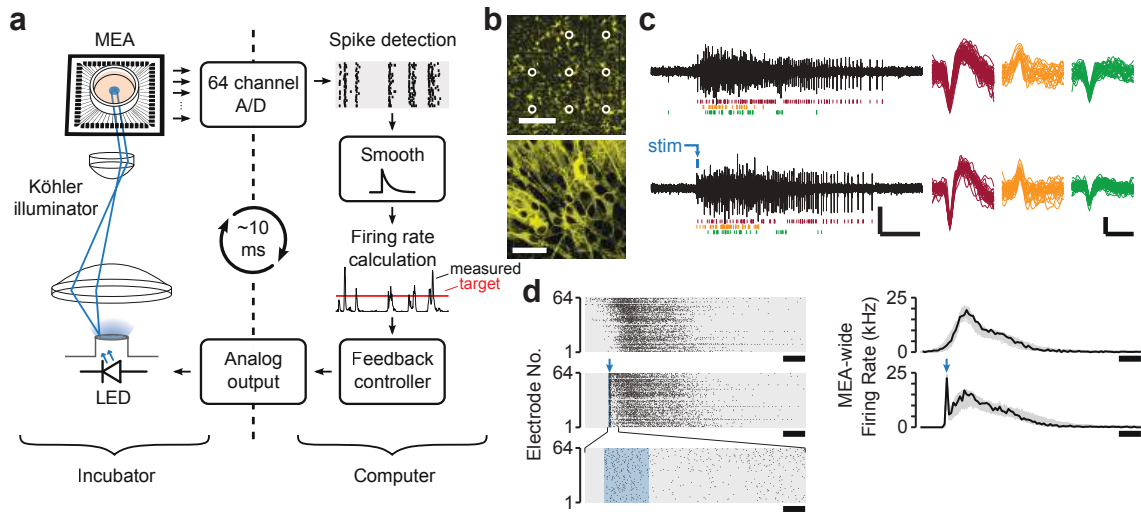 a
MEA
64 channel
A/D
Spike detection
Smooth
Köhler
illuminator
~10
ms
Firing rate
calculation
measured
target
Analog
output
Feedback
controller
LED
Incubator
Computer
b
c
stim
d
Electrode No.
64
1
64
1
64
1
MEA-wide
Firing Rate (kHz)
25
0
25
0